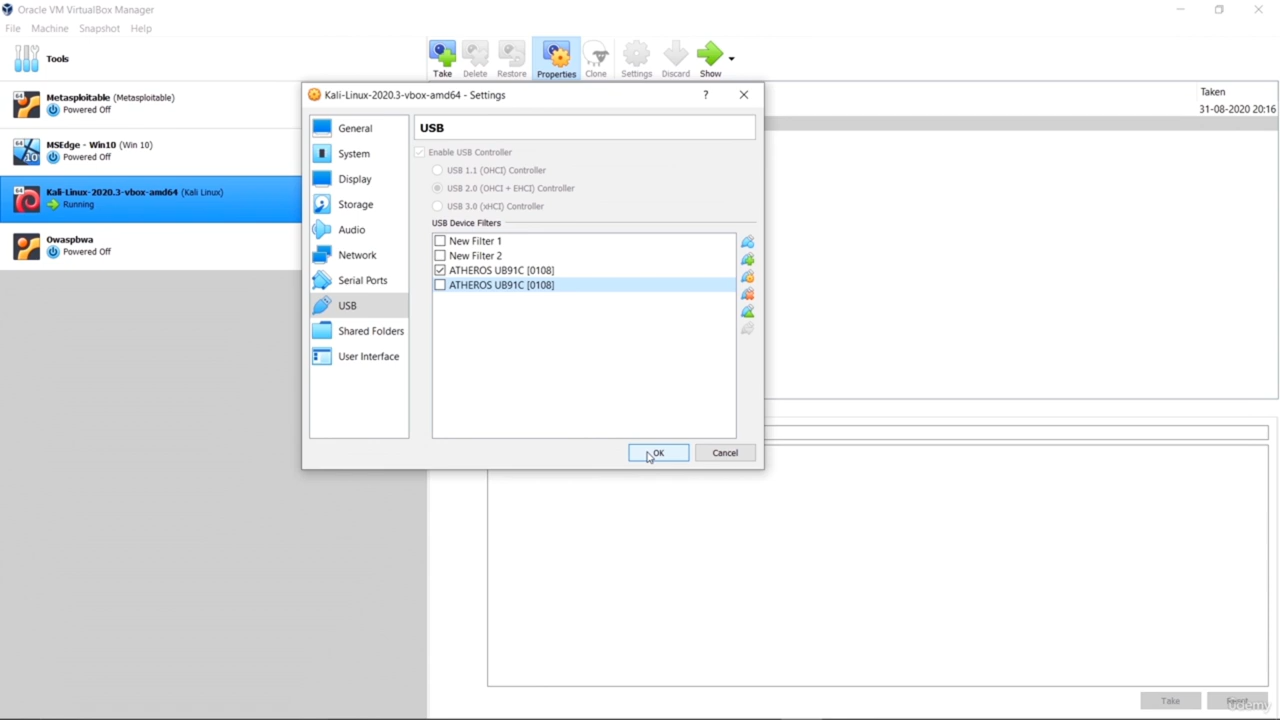 Oracle VM VirtualBox Manager
File Machine Snapshot Help
Tools
Take Delete Restore Properties Clone Settings Discard Show
Metasploitable (Metasploitable)
Powered Off
MSEdge - Win10 (Win 10)
Powered Off
Kali-Linux-2020.3-vbox-amd64 (Kali Linux)
Running
Owaspbwa
Powered Off
Taken
31-08-2020 20:16
Kali-Linux-2020.3-vbox-amd64 - Settings
?
General
System
Display
Storage
Audio
Network
Serial Ports
USB
Shared Folders
User Interface
USB
Enable USB Controller
USB 1.1 (OHCI) Controller
USB 2.0 (OHCI + EHCI) Controller
USB 3.0 (xHCI) Controller
USB Device Filters
New Filter 1
New Filter 2
ATHEROS UB91C [0108]
ATHEROS UB91C [0108]
OK Cancel
Take
udemy